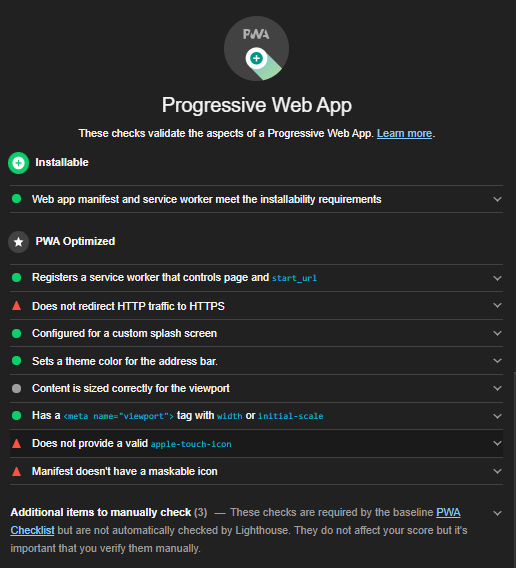 PWA
Progressive Web App
These checks validate the aspects of a Progressive Web App. Learn more.
Installable
Web app manifest and service worker meet the installability requirements
PWA Optimized
Registers a service worker that controls page and start_url
Does not redirect HTTP traffic to HTTPS
Configured for a custom splash screen
Sets a theme color for the address bar.
Content is sized correctly for the viewport
Has a <meta name="viewport"> tag with width or initial-scale
Does not provide a valid apple-touch-icon
Manifest doesn't have a maskable icon
Additional items to manually check (3) — These checks are required by the baseline PWA
Checklist but are not automatically checked by Lighthouse. They do not affect your score but it's
important that you verify them manually.